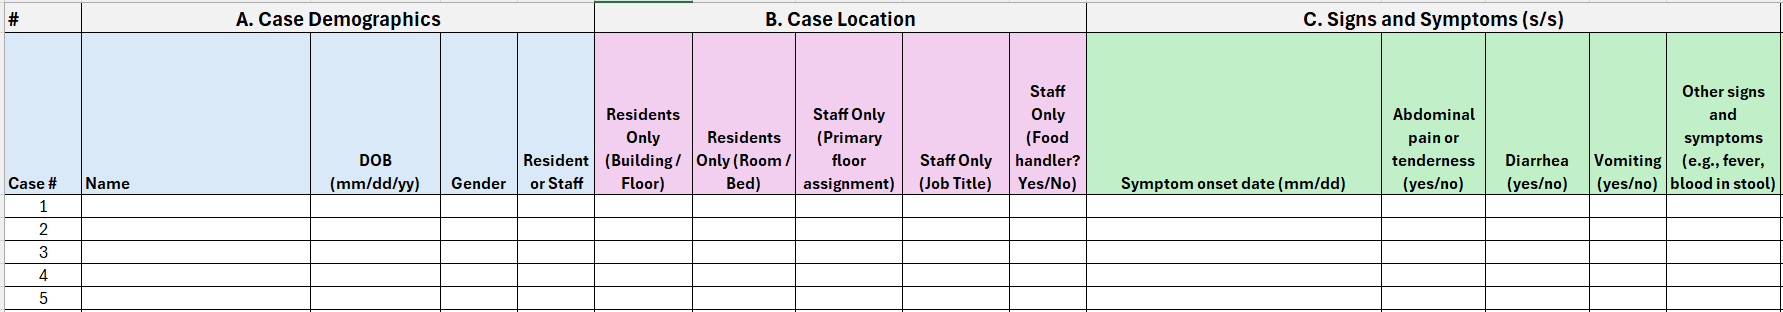 #
A. Case Demographics
B. Case Location
C. Signs and Symptoms (s/s)
Case #
Name
DOB
(mm/dd/yy)
Gender
Resident
or Staff
Residents
Only
(Building /
Floor)
Residents
Only (Room /
Bed)
Staff Only
(Primary
floor
assignment)
Staff Only
(Job Title)
Staff
Only
(Food
handler?
Yes/No)
Symptom onset date (mm/dd)
Abdominal
pain or
tenderness
(yes/no)
Diarrhea
(yes/no)
Vomiting
(yes/no)
Other signs
and
symptoms
(e.g., fever,
blood in stool)
1
2
3
4
5